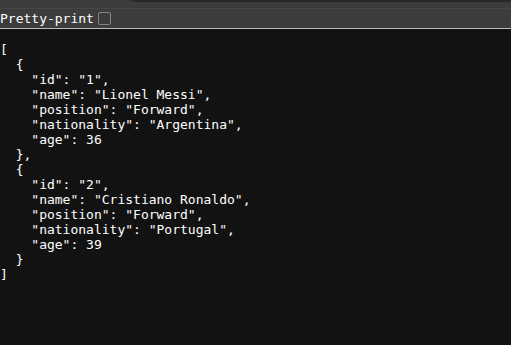 Pretty-print
[
  {
    "id": "1",
    "name": "Lionel Messi",
    "position": "Forward",
    "nationality": "Argentina",
    "age": 36
  },
  {
    "id": "2",
    "name": "Cristiano Ronaldo",
    "position": "Forward",
    "nationality": "Portugal",
    "age": 39
  }
]